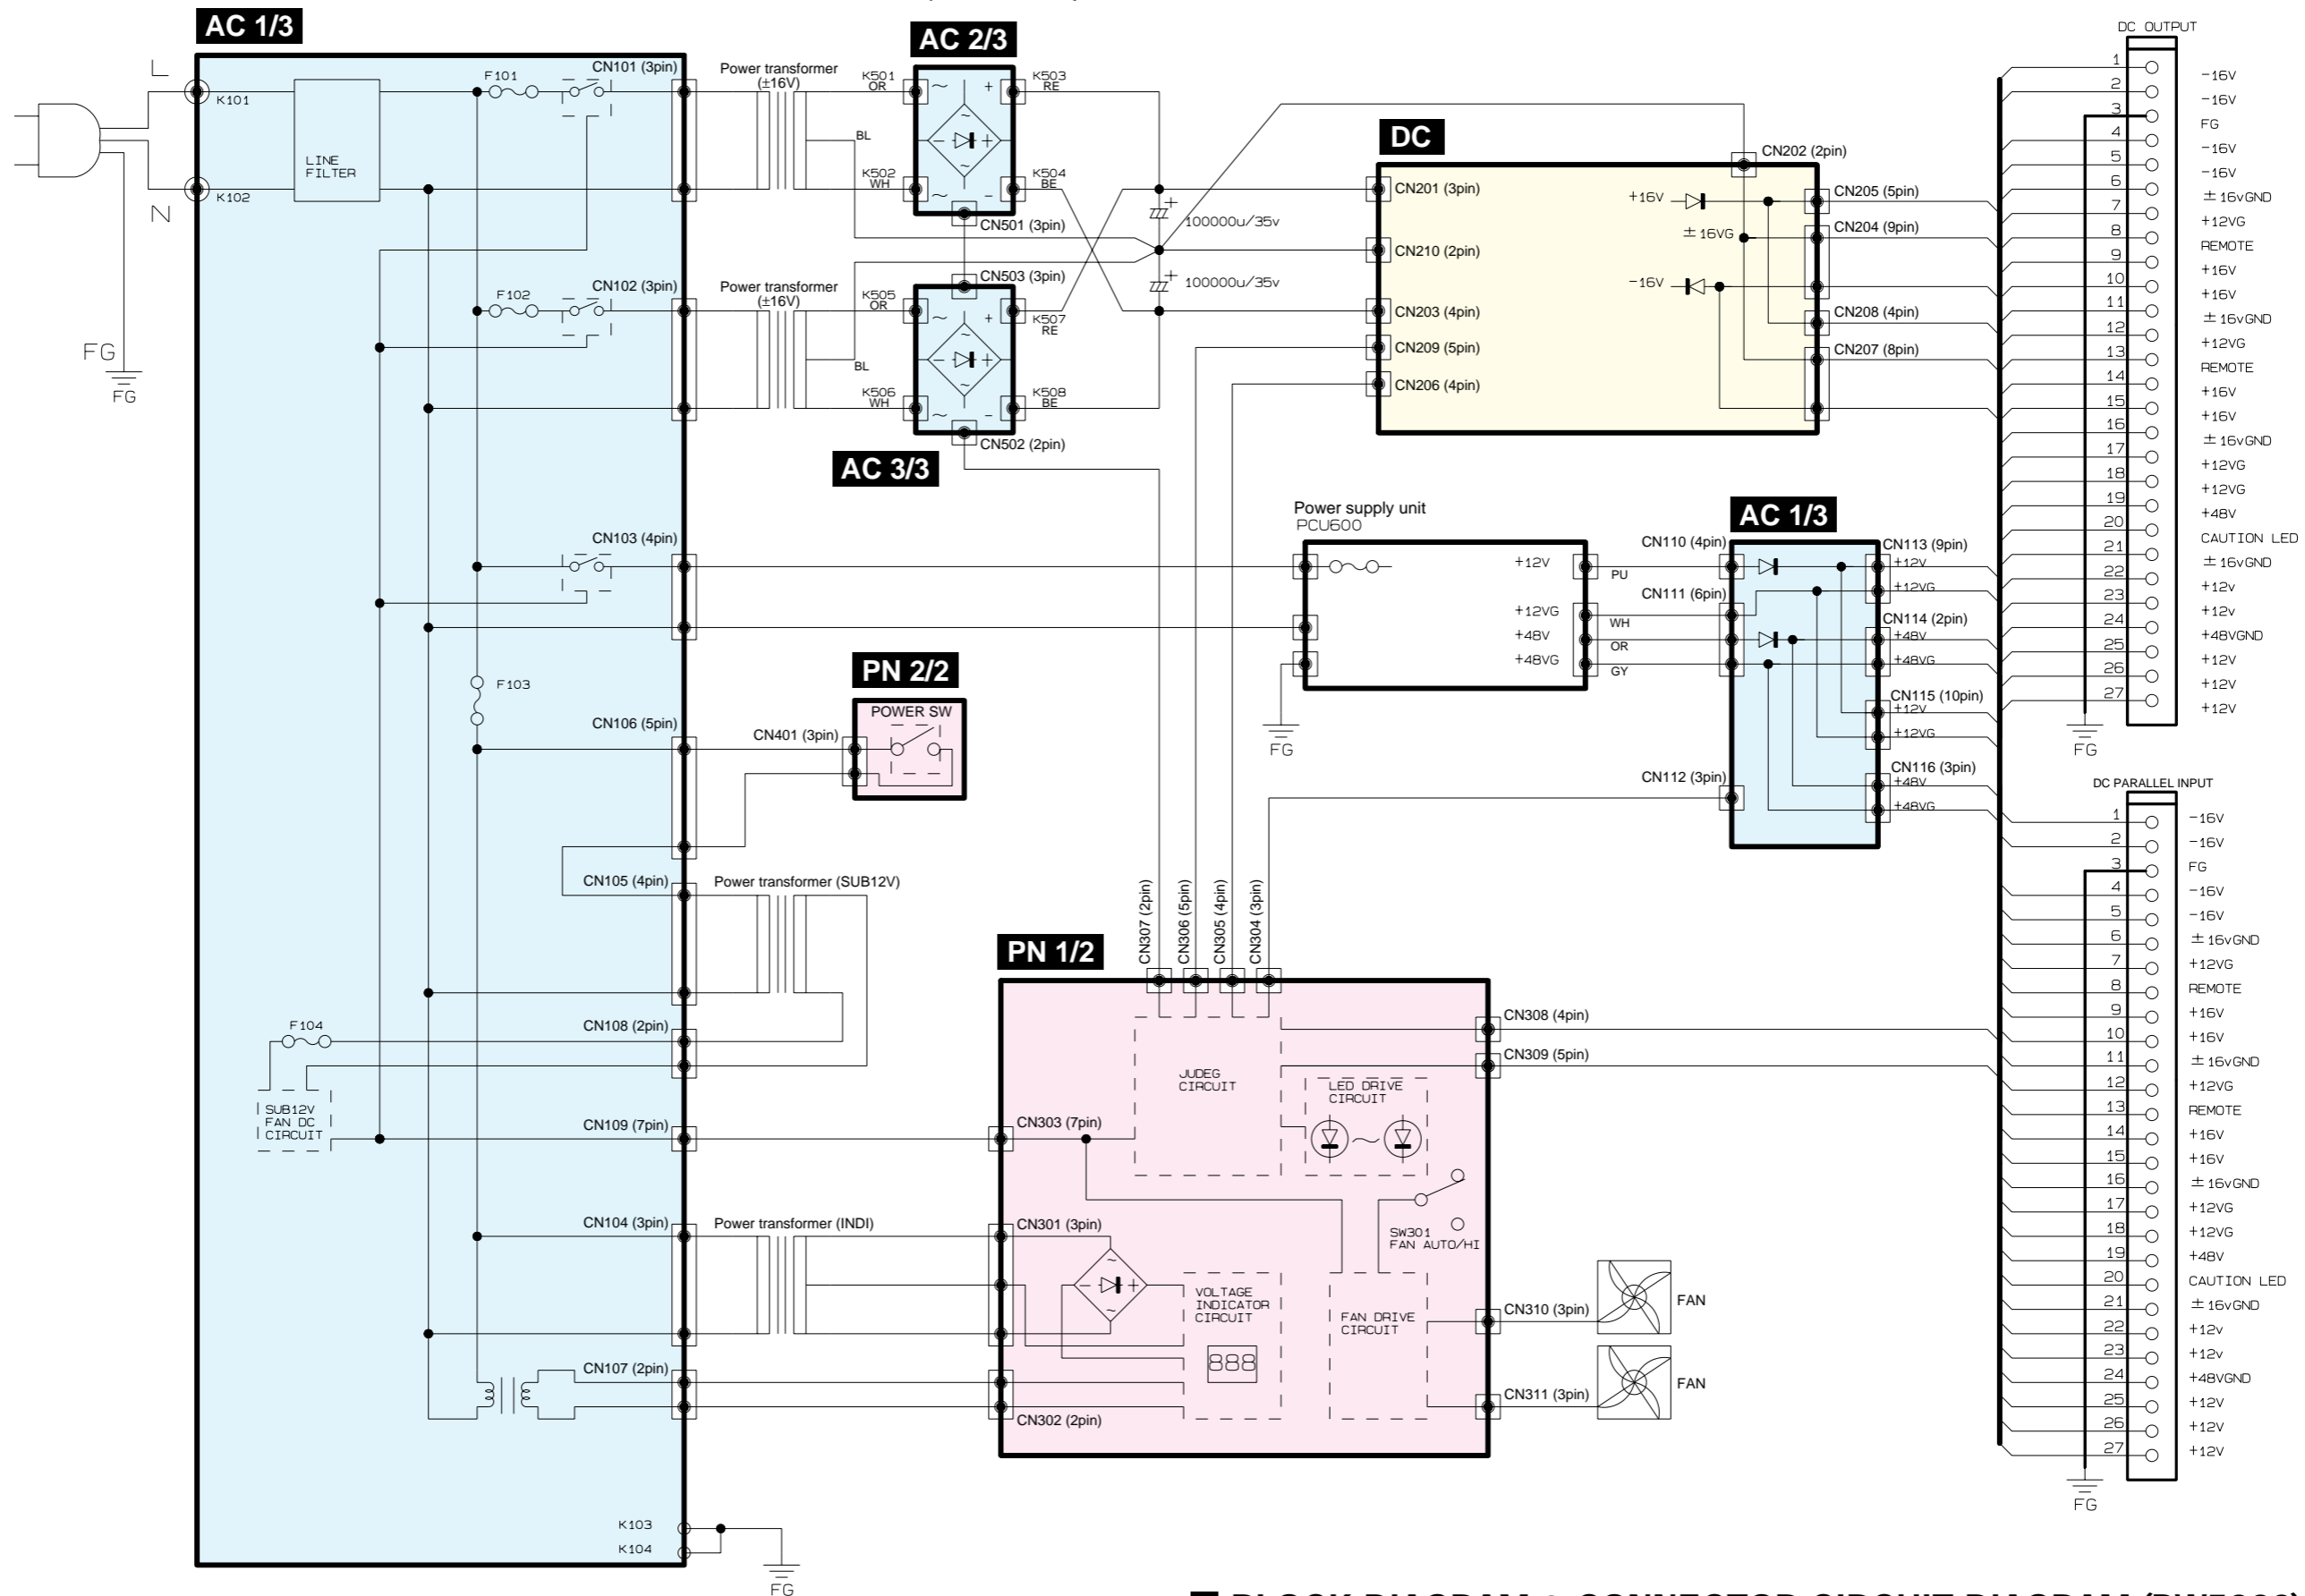 AC 1/3
L
K101
K102
N
FG
FG
LINE
FILTER
F101
CN101 (3pin)
Power transformer
(±16V)
BL
F102
CN102 (3pin)
Power transformer
(±16V)
BL
AC 2/3
K501
OR
K502
WH
K503
RE
K504
BE
~
+
~
−
− +
~
~
CN501 (3pin)
CN503 (3pin)
K505
OR
K506
WH
K507
RE
K508
BE
~
+
~
−
− +
~
~
CN502 (2pin)
AC 3/3
+
100000u/35v
+
100000u/35v
DC
CN202 (2pin)
CN201 (3pin)
CN210 (2pin)
CN203 (4pin)
CN209 (5pin)
CN206 (4pin)
+16V
±16VG
-16V
CN205 (5pin)
CN204 (9pin)
CN208 (4pin)
CN207 (8pin)
CN103 (4pin)
F103
Power supply unit
PCU600
+12V
+12VG
+48V
+48VG
PU
WH
OR
GY
FG
AC 1/3
CN110 (4pin)
CN111 (6pin)
CN112 (3pin)
CN113 (9pin)
+12V
+12VG
CN114 (2pin)
+48V
+48VG
CN115 (10pin)
+12V
+12VG
CN116 (3pin)
+48V
+48VG
PN 2/2
POWER SW
CN401 (3pin)
CN106 (5pin)
CN105 (4pin)
Power transformer (SUB12V)
CN108 (2pin)
F104
SUB12V
FAN DC
CIRCUIT
CN109 (7pin)
CN104 (3pin)
Power transformer (INDI)
CN107 (2pin)
K103
K104
FG
PN 1/2
CN307 (2pin)
CN306 (5pin)
CN305 (4pin)
CN304 (3pin)
CN308 (4pin)
CN309 (5pin)
JUDEG
CIRCUIT
LED DRIVE
CIRCUIT
~
CN303 (7pin)
CN301 (3pin)
CN302 (2pin)
~
− +
~
SW301
FAN AUTO/HI
VOLTAGE
INDICATOR
CIRCUIT
888
FAN DRIVE
CIRCUIT
CN310 (3pin)
FAN
CN311 (3pin)
FAN
DC OUTPUT
1 -16V
2 -16V
3 FG
4 -16V
5 -16V
6 ±16vGND
7 +12VG
8 REMOTE
9 +16V
10 +16V
11 ±16vGND
12 +12VG
13 REMOTE
14 +16V
15 +16V
16 ±16vGND
17 +12VG
18 +12VG
19 +48V
20 CAUTION LED
21 ±16vGND
22 +12v
23 +12v
24 +48VGND
25 +12V
26 +12V
27 +12V
FG
DC PARALLEL INPUT
1 -16V
2 -16V
3 FG
4 -16V
5 -16V
6 ±16vGND
7 +12VG
8 REMOTE
9 +16V
10 +16V
11 ±16vGND
12 +12VG
13 REMOTE
14 +16V
15 +16V
16 ±16vGND
17 +12VG
18 +12VG
19 +48V
20 CAUTION LED
21 ±16vGND
22 +12v
23 +12v
24 +48VGND
25 +12V
26 +12V
27 +12V
FG